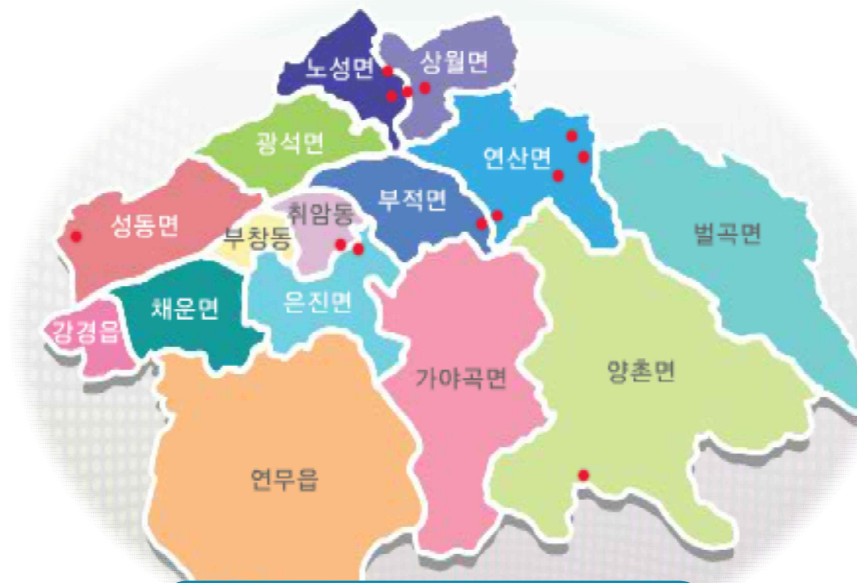 노성면
상월면
광석면
연산면
부적면
성동면
취암동
부창동
벌곡면
채운면
은진면
강경읍
가야곡면
양촌면
연무읍